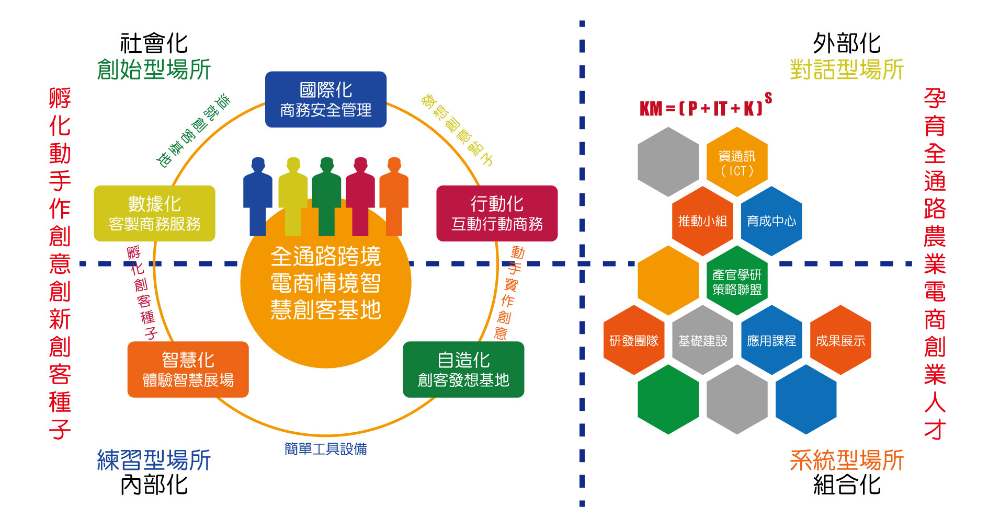 社會化
創始型場所
外部化
對話型場所
孵化動手作創意創新創客種子
孕育全通路農業電商創業人才
國際化
商務安全管理
造就創客基地
發想創意點子
數據化
客製商務服務
行動化
互動行動商務
全通路跨境
電商情境智
慧創客基地
孵化創客種子
動手實作創意
智慧化
體驗智慧展場
自造化
創客發想基地
簡單工具設備
KM=(P+IT+K)S
資通訊
(ICT)
推動小組
育成中心
產官學研
策略聯盟
研發團隊
基礎建設
應用課程
成果展示
練習型場所
內部化
系統型場所
組合化